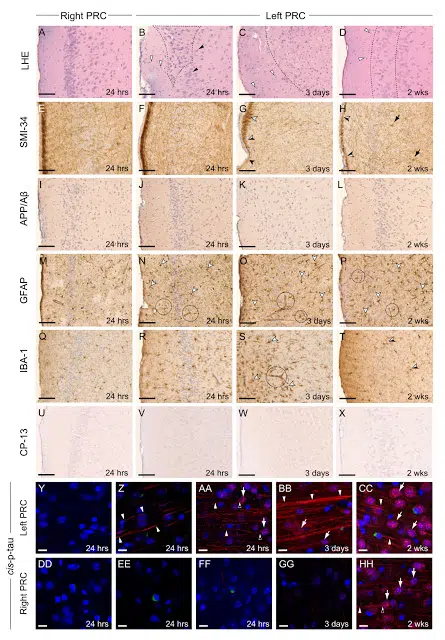 Right PRC Left PRC
LHE
A 24 hrs B 24 hrs C 3 days D 2 wks
SMI-34
E 24 hrs F 24 hrs G 3 days H 2 wks
APP/Aβ
I 24 hrs J 24 hrs K 3 days L 2 wks
GFAP
M 24 hrs N 24 hrs O 3 days P 2 wks
IBA-1
Q 24 hrs R 24 hrs S 3 days T 2 wks
CP-13
U 24 hrs V 24 hrs W 3 days X 2 wks
cis-p-tau
Left PRC
Y 24 hrs Z 24 hrs AA 24 hrs BB 3 days CC 2 wks
Right PRC
DD 24 hrs EE 24 hrs FF 24 hrs GG 3 days HH 2 wks